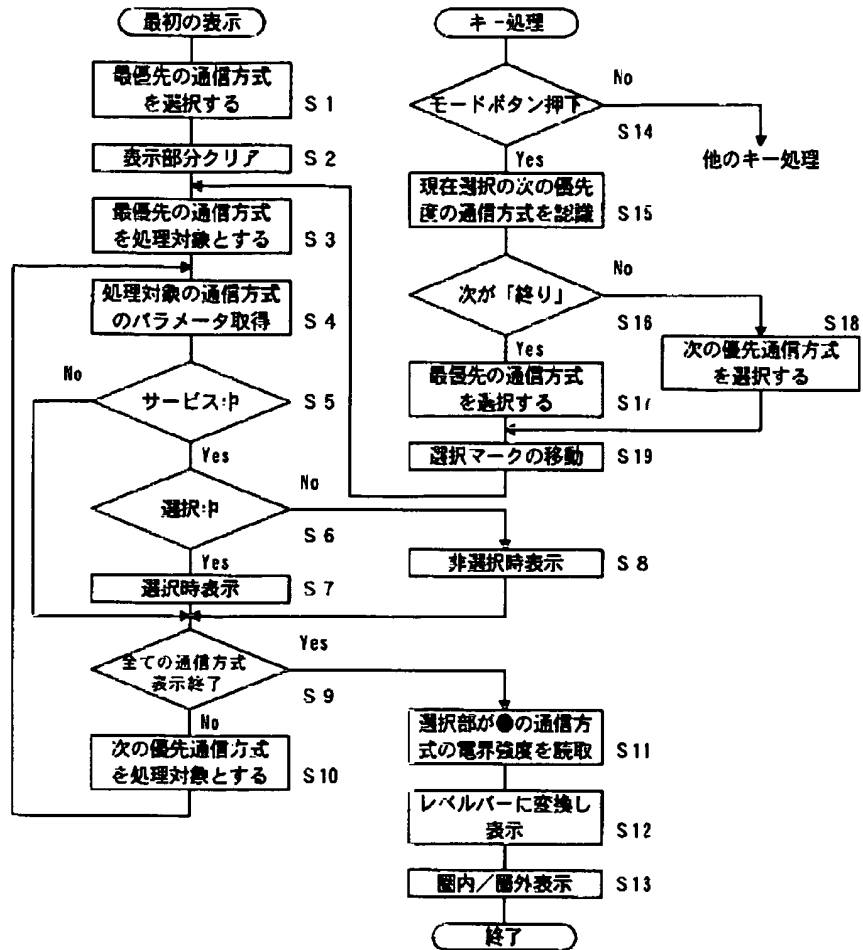 最初の表示
最優先の通信方式
を選択する
S1
表示部分クリア
S2
最優先の通信方式
を処理対象とする
S3
処理対象の通信方式
のパラメータ取得
S4
No
サービス中
S5
Yes
No
選択中
S6
Yes
選択時表示
S7
非選択時表示
S8
Yes
全ての通信方式
表示終了
S9
No
次の優先通信方式
を処理対象とする
S10
選択部が●の通信方
式の電界強度を読取
S11
レベルバーに変換し
表示
S12
圏内/圏外表示
S13
終了
キー処理
No
モードボタン押下
S14
他のキー処理
Yes
現在選択の次の優先
度の通信方式を認識
S15
No
次が「終り」
S16
Yes
S18
次の優先通信方式
を選択する
最優先の通信方式
を選択する
S17
選択マークの移動
S19